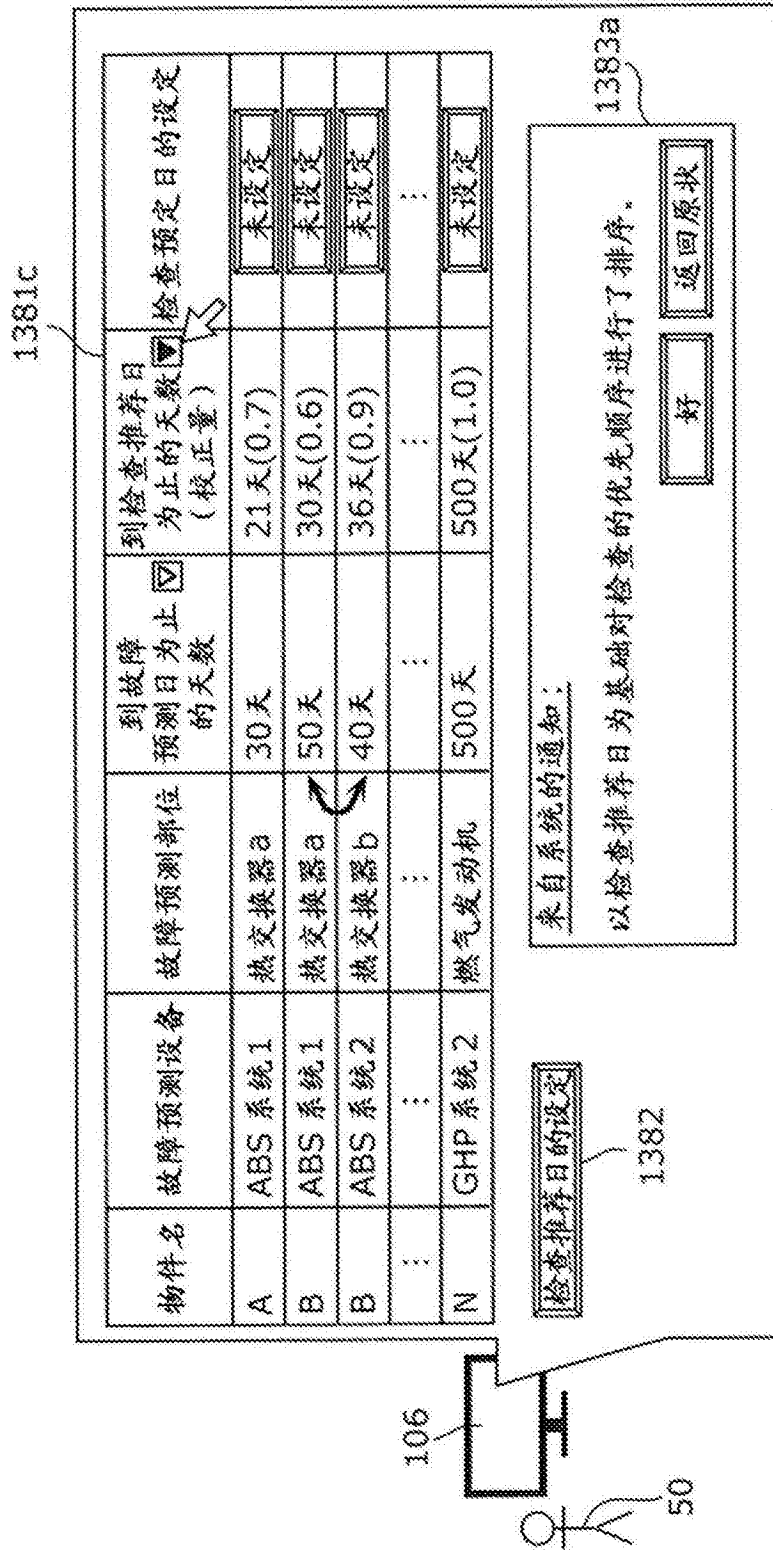 1381c
物件名 故障预测设备 故障预测部位 到故障预测日为止的天数 到检查推荐日为止的天数(校正量) 检查预定日的设定
A ABS系统1 热交换器a 30天 21天(0.7) 未设定
B ABS系统1 热交换器a 50天 30天(0.6) 未设定
B ABS系统2 热交换器b 40天 36天(0.9) 未设定
⋮ ⋮ ⋮ ⋮ ⋮ ⋮
N GHP系统2 燃气发动机 500天 500天(1.0) 未设定
106
50
检查推荐日的设定
1382
来自系统的通知:
以检查推荐日为基础对检查的优先顺序进行了排序。
好 返回原状
1383a